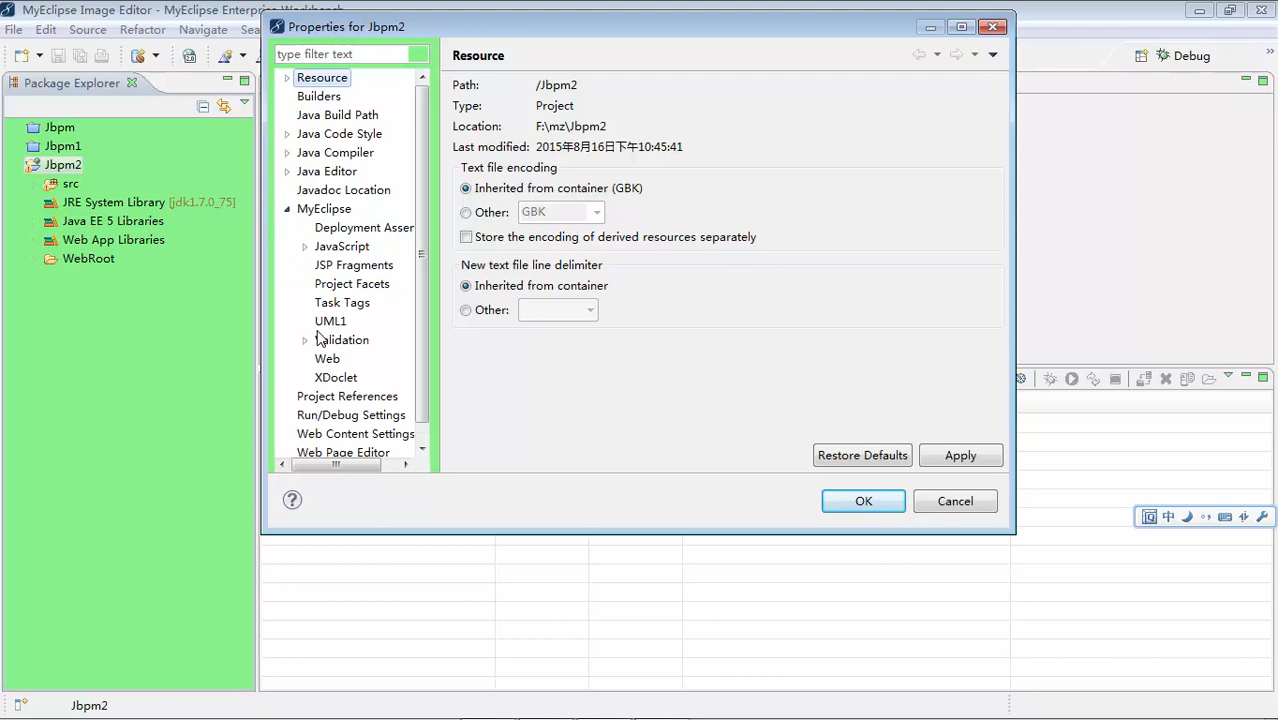 MyEclipse Image Editor - MyEclipse Enterprise Workbench
File Edit Source Refactor Navigate Sea
Debug
Package Explorer
Jbpm
Jbpm1
Jbpm2
src
JRE System Library [jdk1.7.0_75]
Java EE 5 Libraries
Web App Libraries
WebRoot
Properties for Jbpm2
type filter text
Resource
Builders
Java Build Path
Java Code Style
Java Compiler
Java Editor
Javadoc Location
MyEclipse
Deployment Asser
JavaScript
JSP Fragments
Project Facets
Task Tags
UML1
Validation
Web
XDoclet
Project References
Run/Debug Settings
Web Content Settings
Web Page Editor
Resource
Path: /Jbpm2
Type: Project
Location: F:\mz\Jbpm2
Last modified: 2015年8月16日下午10:45:41
Text file encoding
Inherited from container (GBK)
Other: GBK
Store the encoding of derived resources separately
New text file line delimiter
Inherited from container
Other:
Restore Defaults Apply
OK Cancel
中
Jbpm2